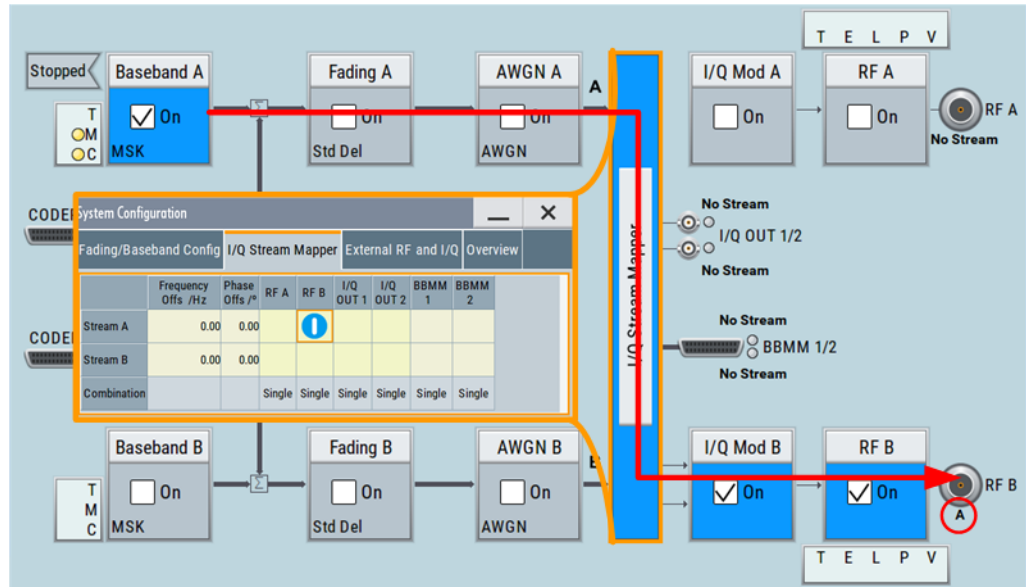 T E L P V
Stopped
Baseband A
Fading A
AWGN A
A
I/Q Mod A
RF A
T
M
C
On
MSK
On
Std Del
On
AWGN
On
On
RF A
No Stream
CODE
System Configuration
Fading/Baseband Config
I/Q Stream Mapper
External RF and I/Q
Overview
Frequency Offs /Hz
Phase Offs /°
RF A
RF B
I/Q OUT 1
I/Q OUT 2
BBMM 1
BBMM 2
Stream A
0.00
0.00
Stream B
0.00
0.00
Combination
Single
Single
Single
Single
Single
Single
CODE
I/Q Stream Mapper
No Stream
I/Q OUT 1/2
No Stream
No Stream
BBMM 1/2
No Stream
Baseband B
Fading B
AWGN B
B
I/Q Mod B
RF B
T
M
C
On
MSK
On
Std Del
On
AWGN
On
On
RF B
A
T E L P V